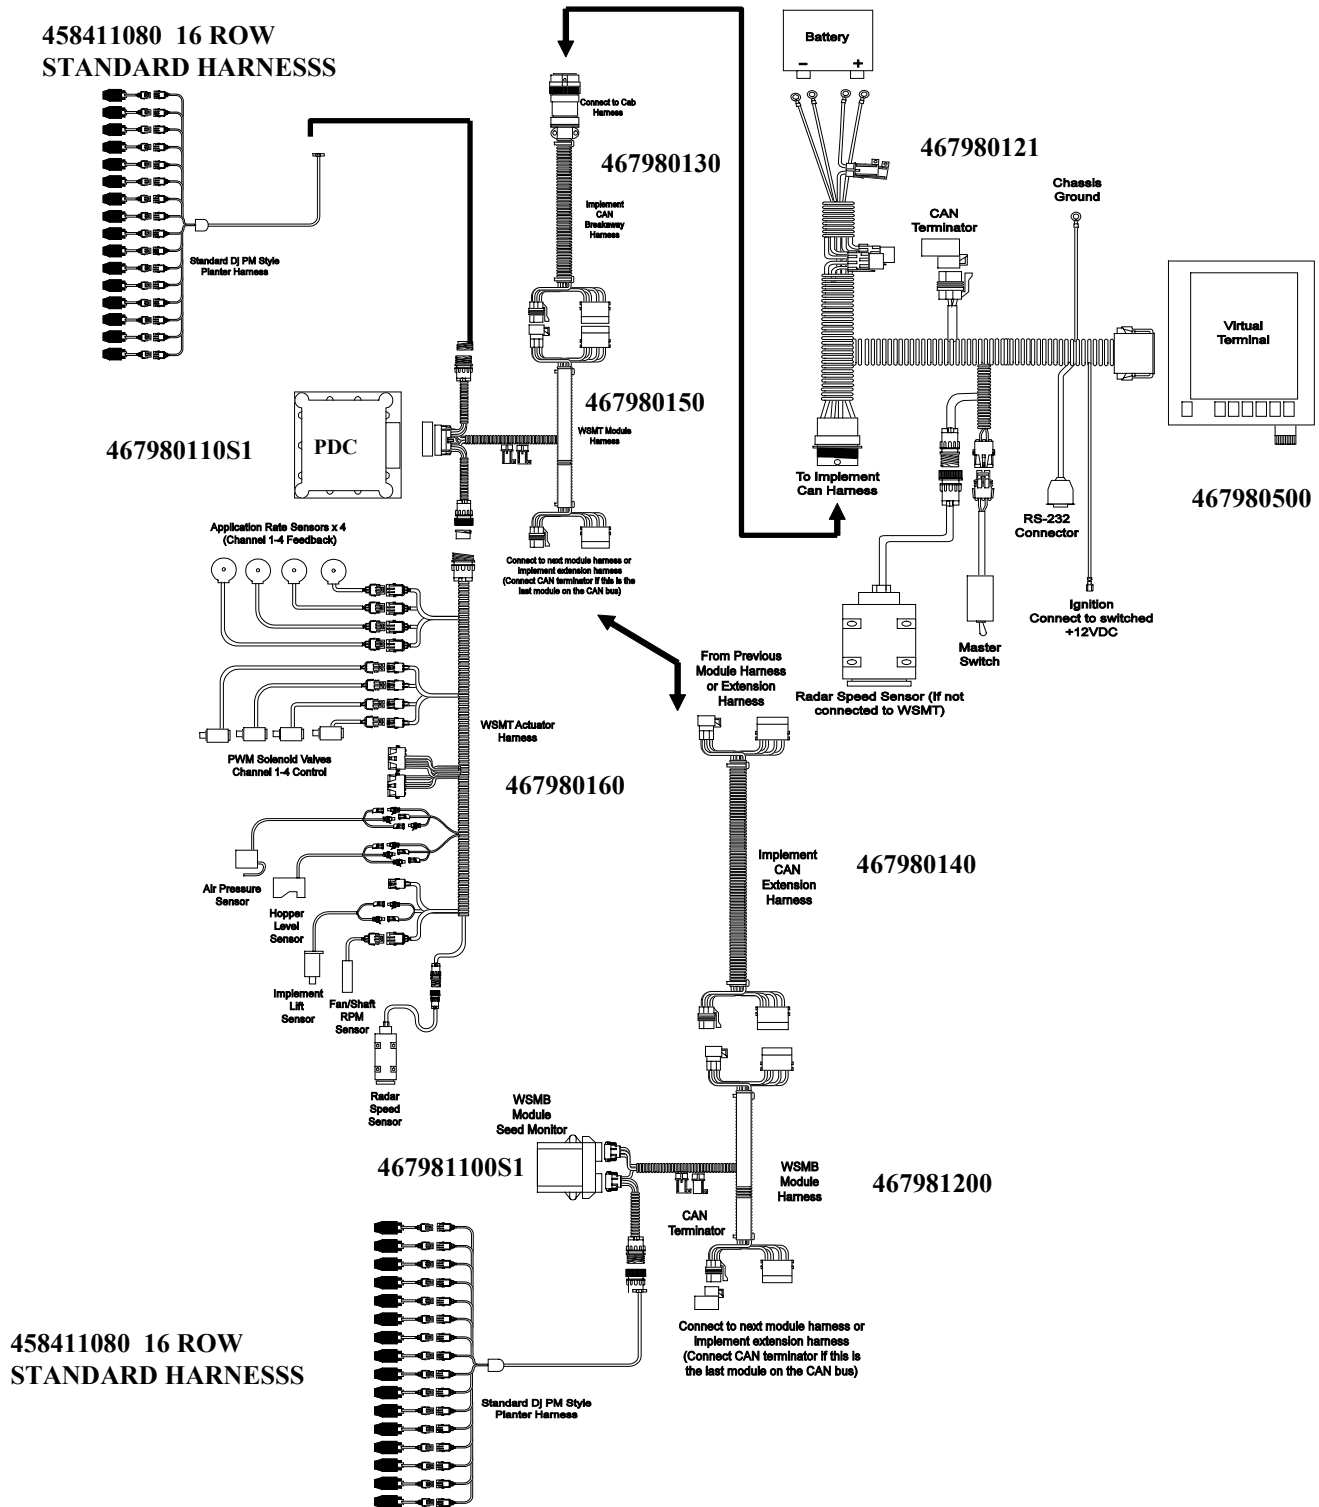 458411080 16 ROW
STANDARD HARNESSS
Standard Dj PM Style
Planter Harness
Connect to Cab
Harness
467980130
Implement
CAN
Breakaway
Harness
Battery
– +
467980121
CAN
Terminator
Chassis
Ground
Virtual
Terminal
467980500
To Implement
Can Harness
RS-232
Connector
Ignition
Connect to switched
+12VDC
Master
Switch
Radar Speed Sensor (If not
connected to WSMT)
467980110S1
PDC
467980150
WSMT Module
Harness
Connect to next module harness or
Implement extension harness
(Connect CAN terminator if this is the
last module on the CAN bus)
Application Rate Sensors x 4
(Channel 1-4 Feedback)
PWM Solenoid Valves
Channel 1-4 Control
WSMT Actuator
Harness
467980160
Air Pressure
Sensor
Hopper
Level
Sensor
Implement
Lift
Sensor
Fan/Shaft
RPM
Sensor
Radar
Speed
Sensor
From Previous
Module Harness
or Extension
Harness
Implement
CAN
Extension
Harness
467980140
WSMB
Module
Seed Monitor
467981100S1
WSMB
Module
Harness
467981200
CAN
Terminator
Connect to next module harness or
Implement extension harness
(Connect CAN terminator if this is
the last module on the CAN bus)
458411080 16 ROW
STANDARD HARNESSS
Standard Dj PM Style
Planter Harness